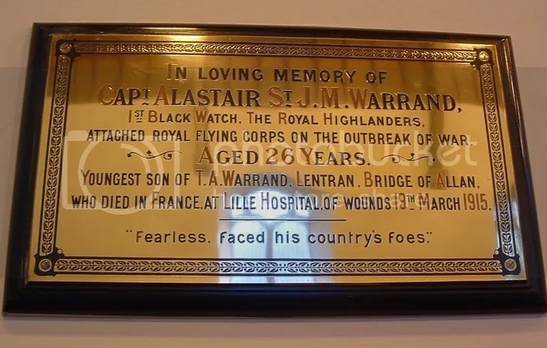 IN LOVING MEMORY OF
CAPT ALASTAIR ST J. M. WARRAND,
1ST BLACK WATCH. THE ROYAL HIGHLANDERS,
ATTACHED ROYAL FLYING CORPS ON THE OUTBREAK OF WAR.
AGED 26 YEARS.
YOUNGEST SON OF T.A. WARRAND, LENTRAN, BRIDGE OF ALLAN,
WHO DIED IN FRANCE, AT LILLE HOSPITAL, OF WOUNDS 19TH MARCH 1915.
"Fearless, faced his country's foes."
photobucket